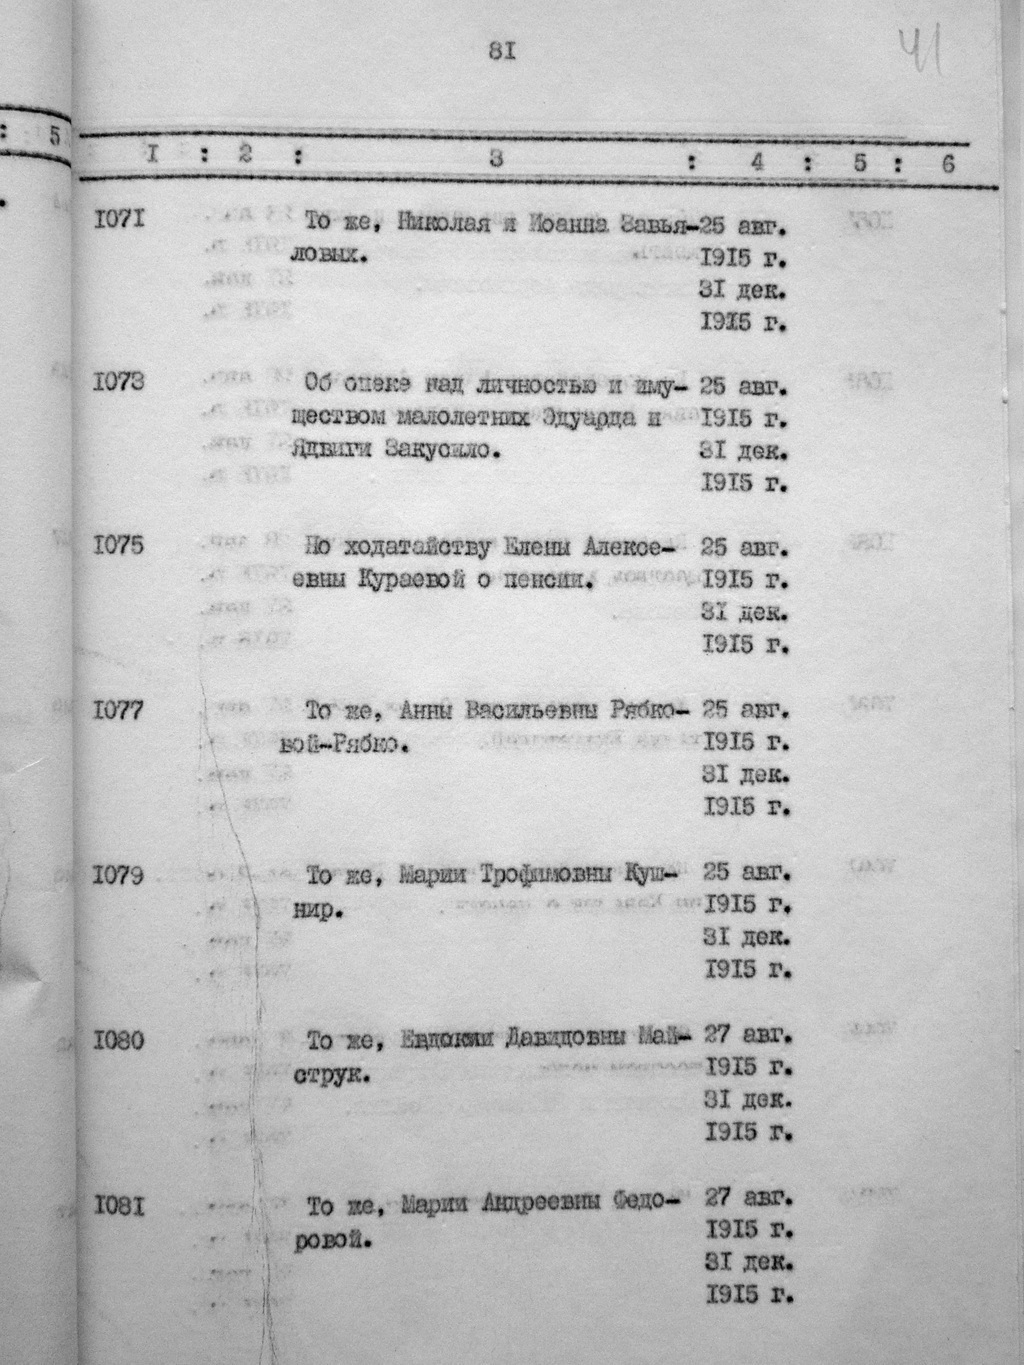 81
41
: 5
I : 2 : 3 : 4 : 5 : 6
I071 То же, Николая и Иоанна Завья- 25 авг.
ловых. I9I5 г.
3I дек.
I9I5 г.
I073 Об опеке над личностью и иму- 25 авг.
ществом малолетних Эдуарда и I9I5 г.
Ядвиги Закусило. 3I дек.
I9I5 г.
I075 По ходатайству Елены Алексе- 25 авг.
евны Кураевой о пенсии. I9I5 г.
3I дек.
I9I5 г.
I077 То же, Анны Васильевны Рябко- 25 авг.
вой-Рябко. I9I5 г.
3I дек.
I9I5 г.
I079 То же, Марии Трофимовны Куш- 25 авг.
нир. I9I5 г.
3I дек.
I9I5 г.
I080 То же, Евдокии Давидовны Май- 27 авг.
струк. I9I5 г.
3I дек.
I9I5 г.
I08I То же, Марии Андреевны Федо- 27 авг.
ровой. I9I5 г.
3I дек.
I9I5 г.